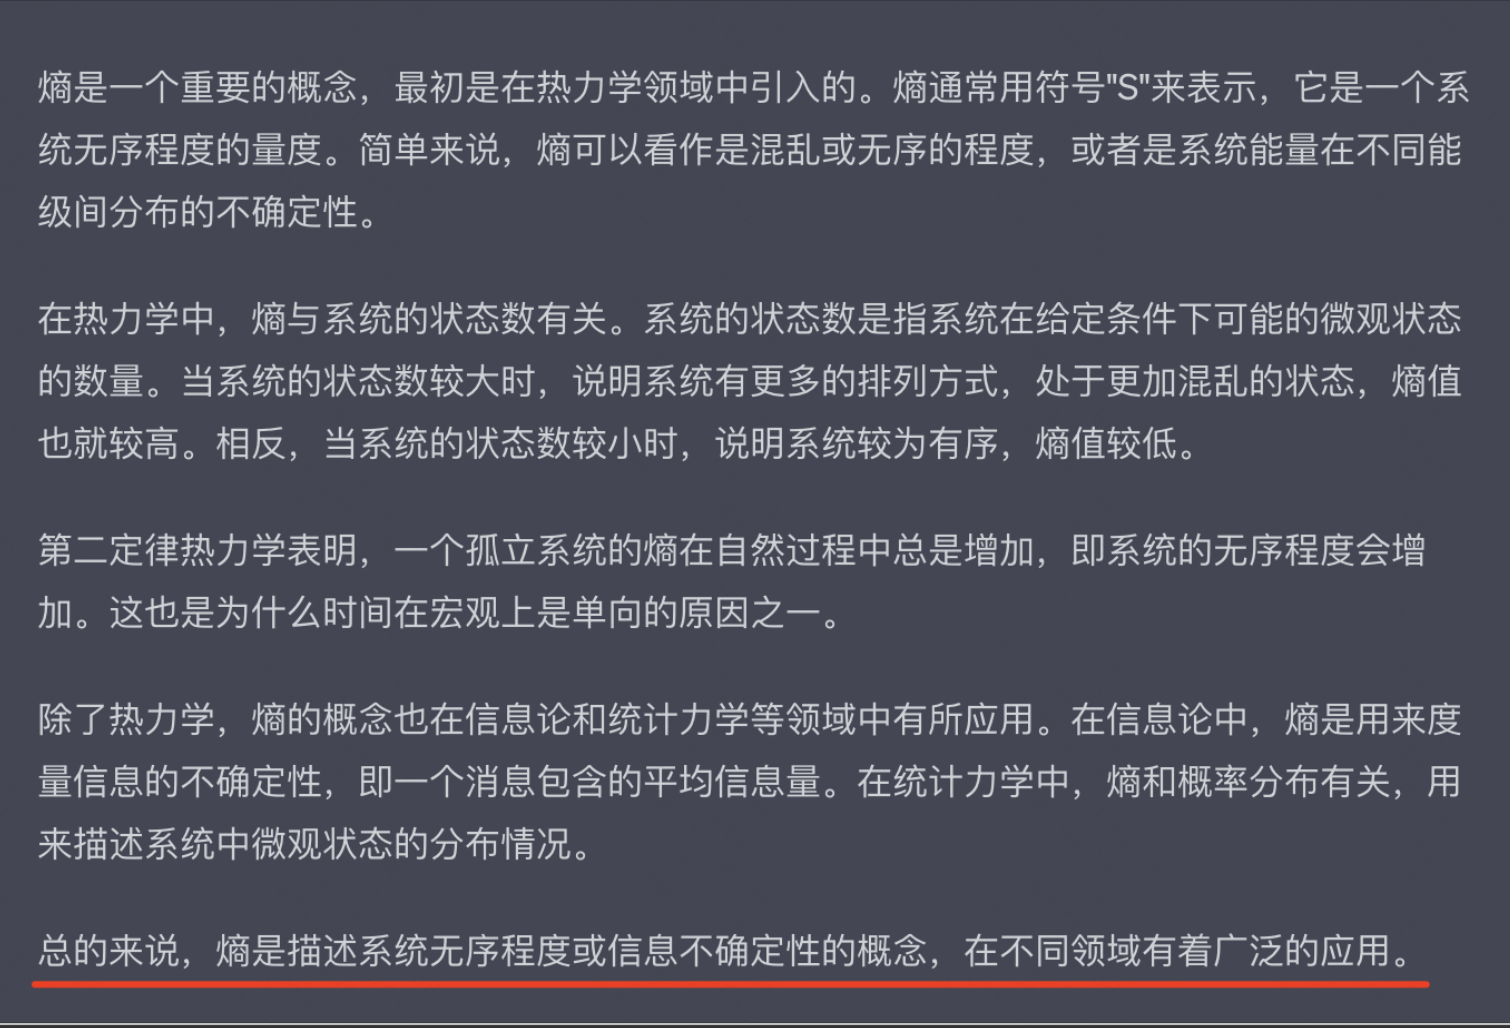 熵是一个重要的概念，最初是在热力学领域中引入的。熵通常用符号"S"来表示，它是一个系
统无序程度的量度。简单来说，熵可以看作是混乱或无序的程度，或者是系统能量在不同能
级间分布的不确定性。
在热力学中，熵与系统的状态数有关。系统的状态数是指系统在给定条件下可能的微观状态
的数量。当系统的状态数较大时，说明系统有更多的排列方式，处于更加混乱的状态，熵值
也就较高。相反，当系统的状态数较小时，说明系统较为有序，熵值较低。
第二定律热力学表明，一个孤立系统的熵在自然过程中总是增加，即系统的无序程度会增
加。这也是为什么时间在宏观上是单向的原因之一。
除了热力学，熵的概念也在信息论和统计力学等领域中有所应用。在信息论中，熵是用来度
量信息的不确定性，即一个消息包含的平均信息量。在统计力学中，熵和概率分布有关，用
来描述系统中微观状态的分布情况。
总的来说，熵是描述系统无序程度或信息不确定性的概念，在不同领域有着广泛的应用。